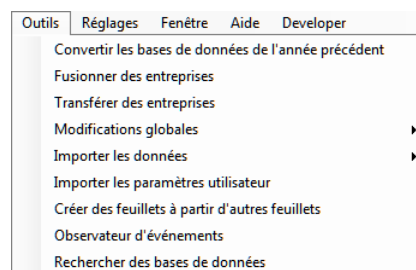 Outils Réglages Fenêtre Aide Developer
Convertir les bases de données de l'année précédent
Fusionner des entreprises
Transférer des entreprises
Modifications globales
Importer les données
Importer les paramètres utilisateur
Créer des feuillets à partir d'autres feuillets
Observateur d'événements
Rechercher des bases de données